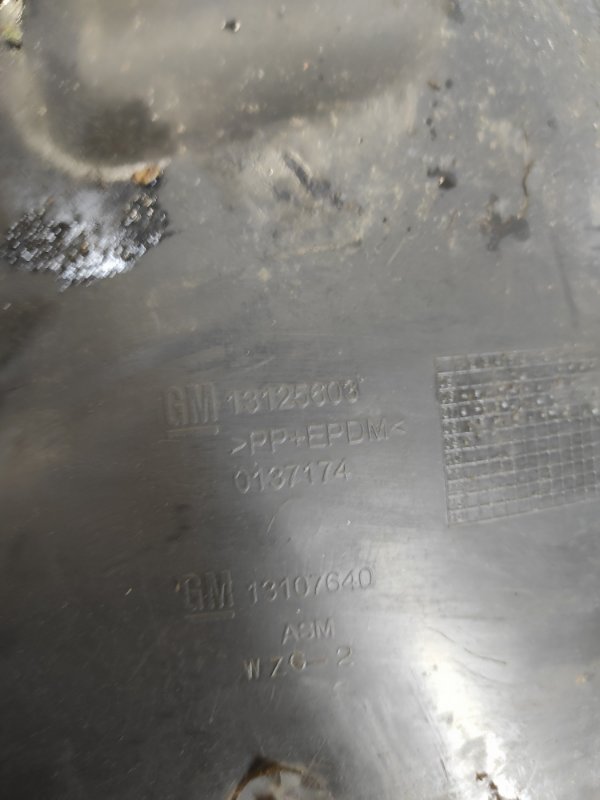 GM 13125603
>PP+EPDM<
0137174
GM 13107640
ASM
WZG-2